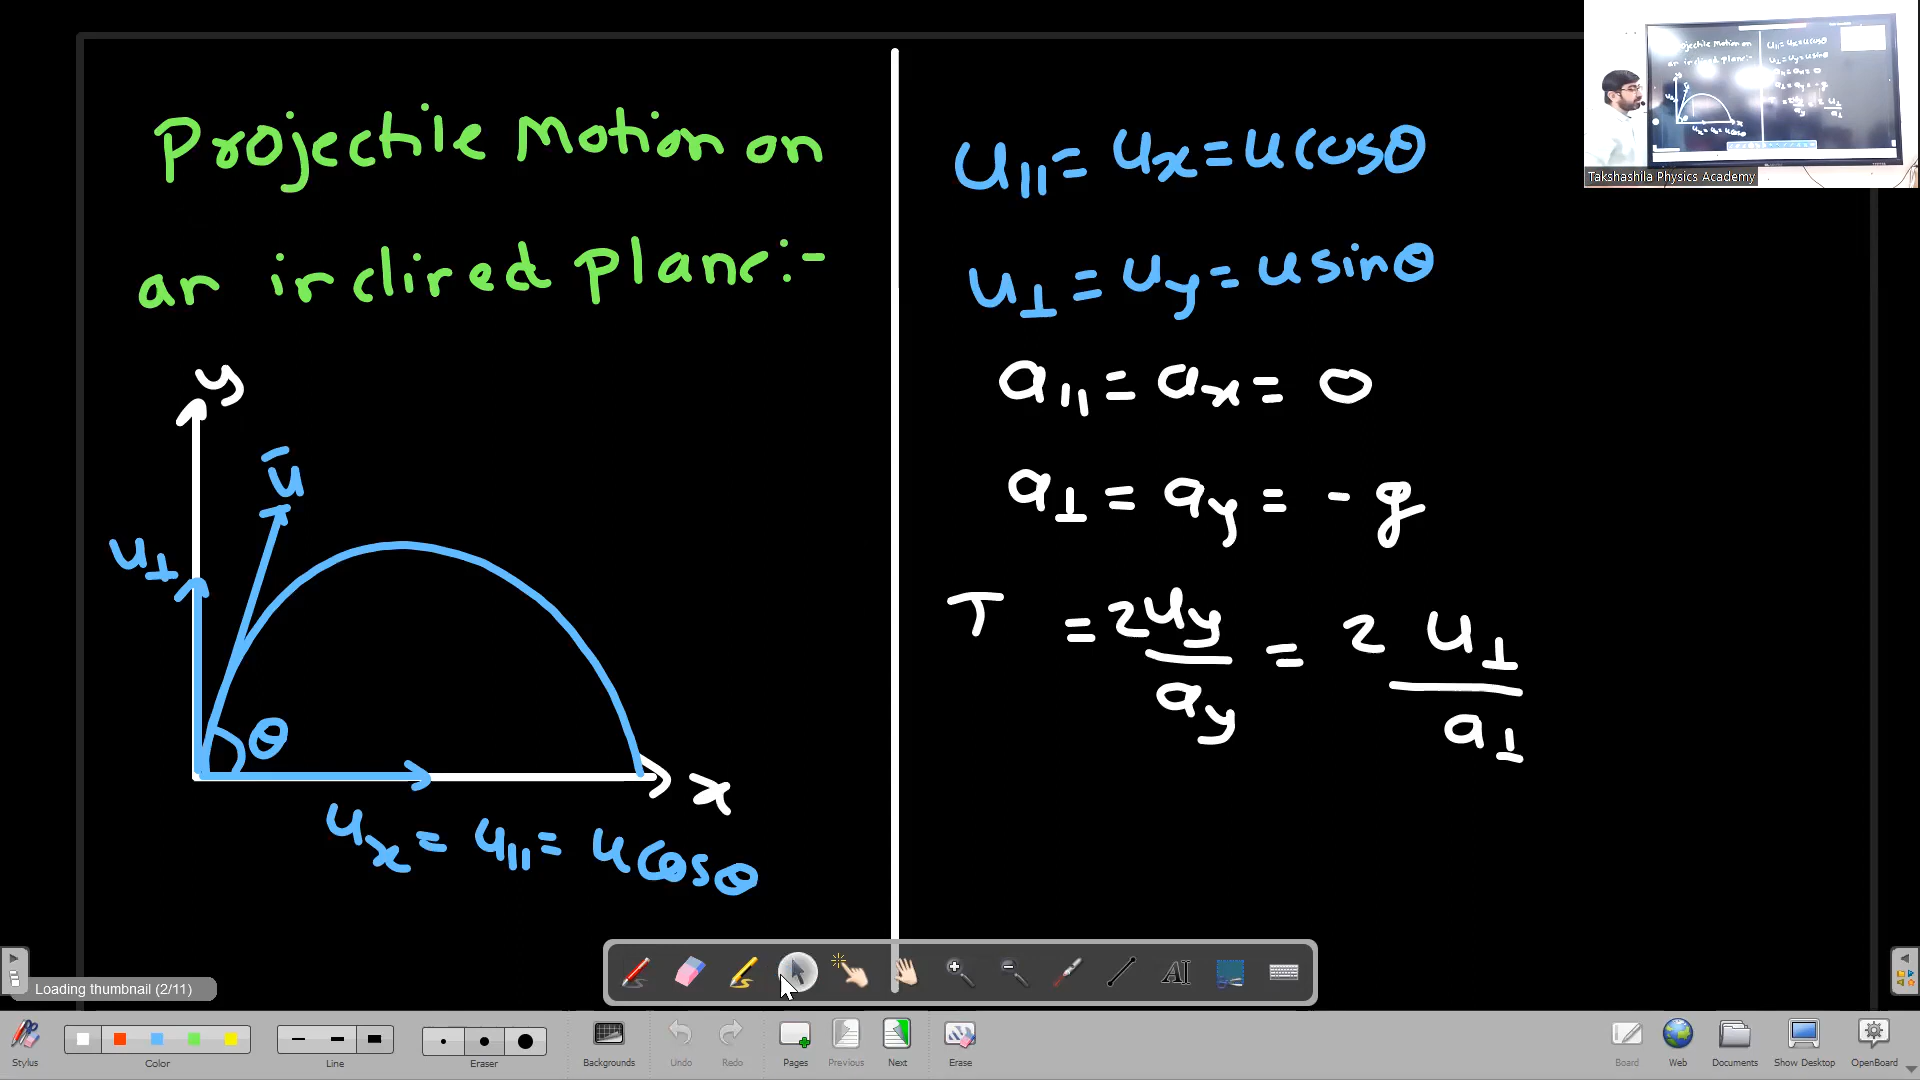 Projectile Motion on
an inclined plane:-
y
ū
u⊥
θ
x
ux = u|| = u cosθ
u|| = ux = u cosθ
u⊥ = uy = u sinθ
a|| = ax = 0
a⊥ = ay = - g
T = 2uy/ay = 2 u⊥/a⊥
Takshashila Physics Academy
Loading thumbnail (2/11)
Stylus
Color
Line
Eraser
Backgrounds
Undo
Redo
Pages
Previous
Next
Erase
Board
Web
Documents
Show Desktop
OpenBoard